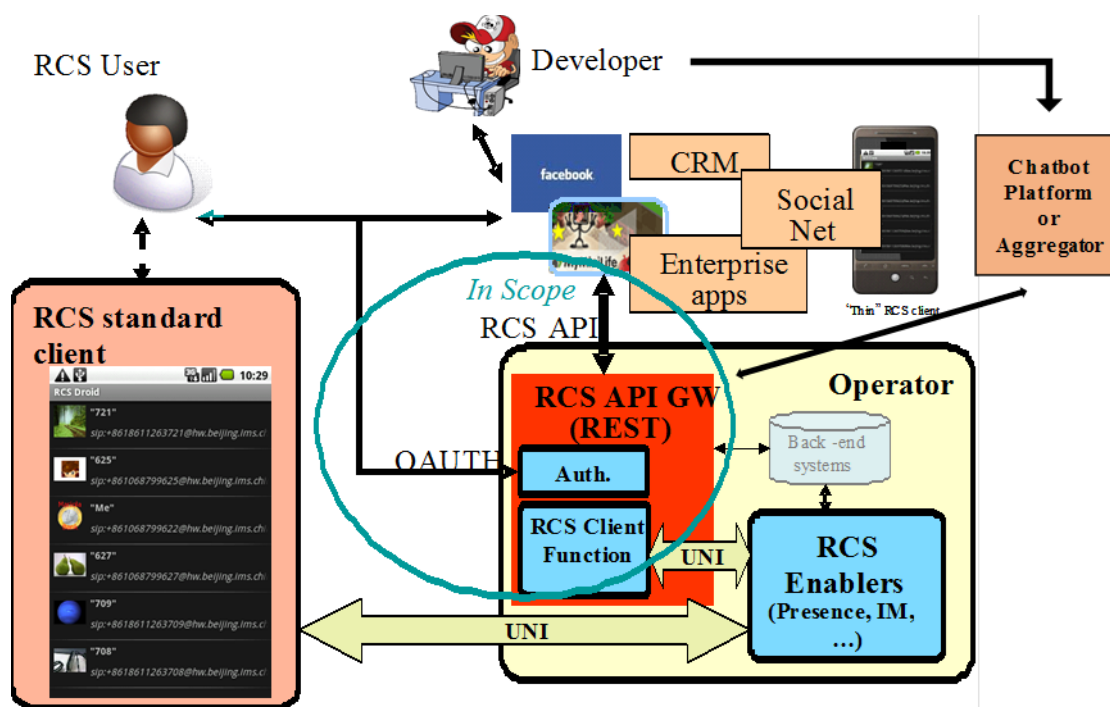 RCS User
Developer
facebook
CRM
Social
Net
Enterprise
apps
"Thin" RCS client
Chatbot
Platform
or
Aggregator
In Scope
RCS API
RCS standard
client
10:29
RCS Droid
"721"
sip:+8618611263721@hw.beijing.ims.cl
"625"
sip:+861068799625@hw.beijing.ims.chi
"Me"
sip:+861068799622@hw.beijing.ims.chi
"627"
sip:+861068799627@hw.beijing.ims.chi
"709"
sip:+8618611263709@hw.beijing.ims.cl
"708"
sip:+8618611263708@hw.beijing.ims.cl
Operator
RCS API GW
(REST)
OAUTH
Auth.
RCS Client
Function
Back -end
systems
UNI
RCS
Enablers
(Presence, IM,
...)
UNI